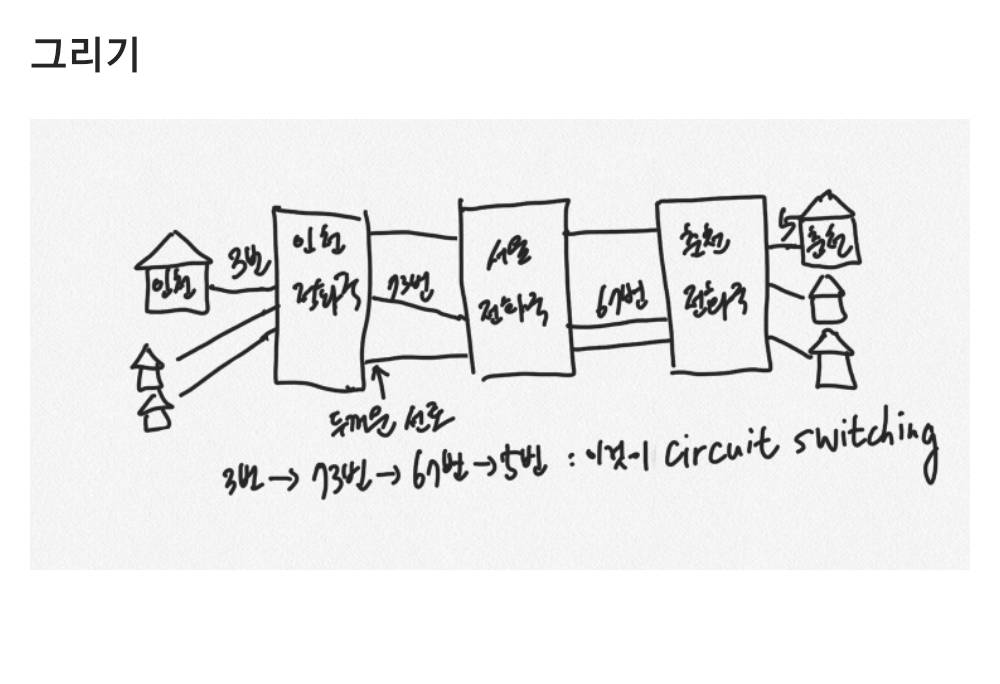 그리기
인천
3번
인천
전화국
73번
서울
전화국
67번
춘천
전화국
5
춘천
두꺼운 선로
3번 → 73번 → 67번 → 5번 : 이것이 circuit switching